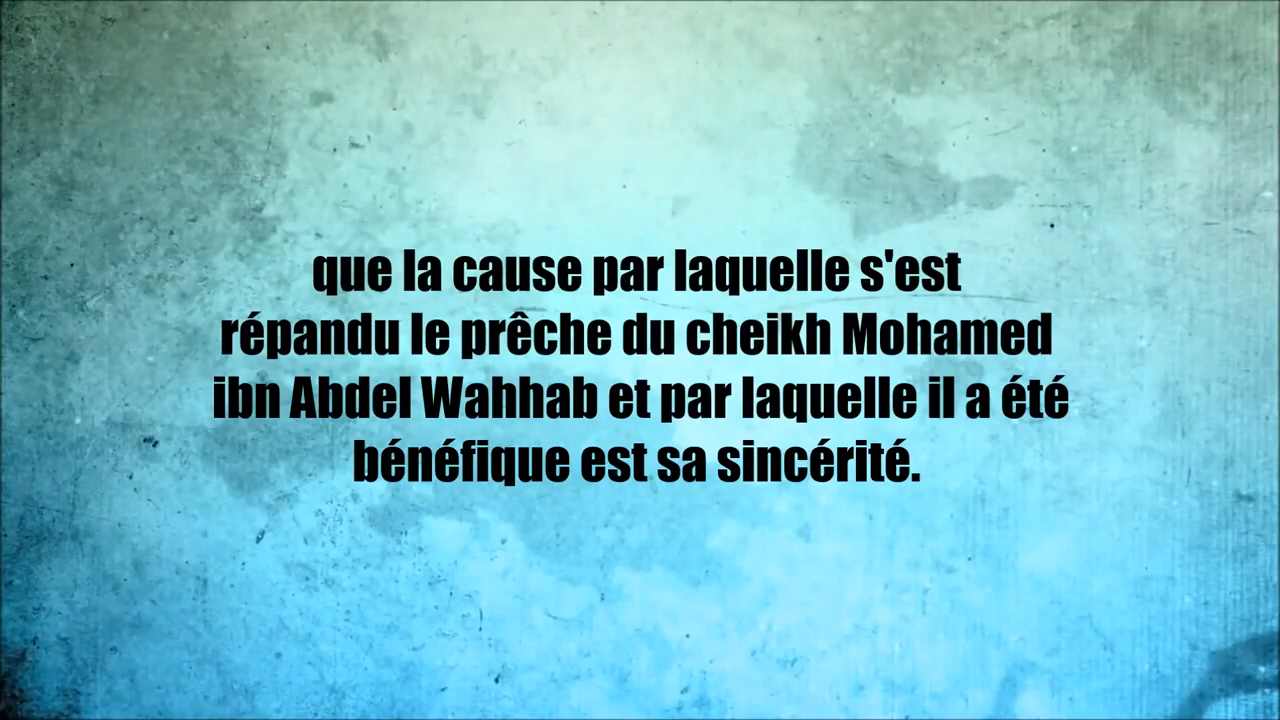 que la cause par laquelle s'est
répandu le prêche du cheikh Mohamed
ibn Abdel Wahhab et par laquelle il a été
bénéfique est sa sincérité.